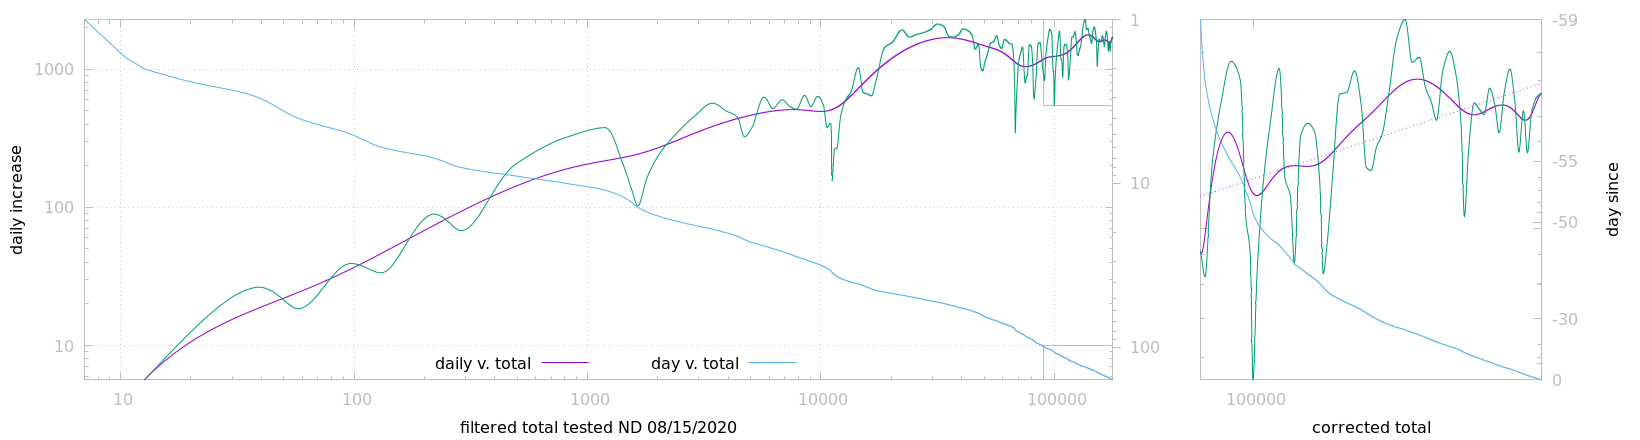 daily increase
1000
100
10
10
100
1000
10000
100000
filtered total tested ND 08/15/2020
daily v. total
day v. total
1
10
100
-59
-55
-50
-30
0
day since
100000
corrected total